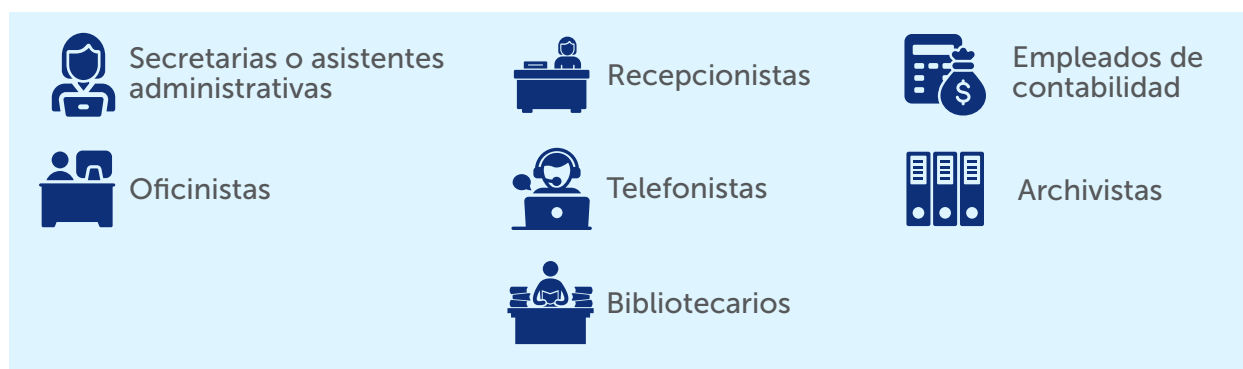 Secretarias o asistentes
administrativas
Recepcionistas
Empleados de
contabilidad
Oficinistas
Telefonistas
Archivistas
Bibliotecarios
$